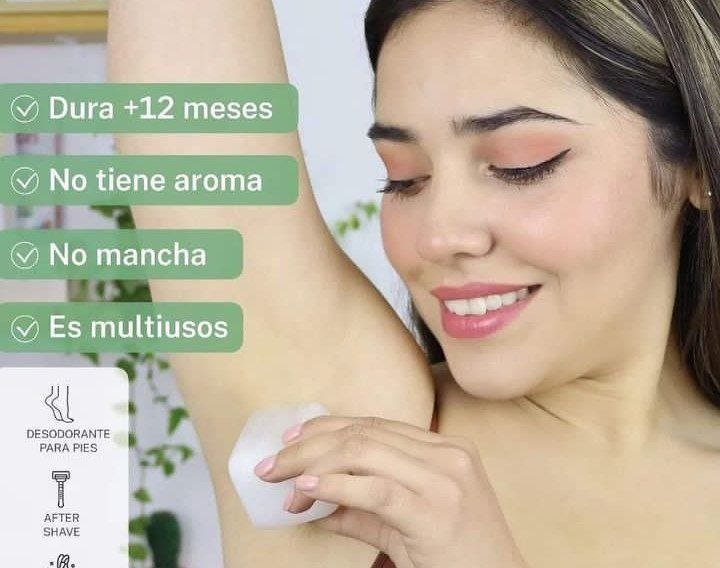 Dura +12 meses
No tiene aroma
No mancha
Es multiusos
DESODORANTE
PARA PIES
AFTER
SHAVE